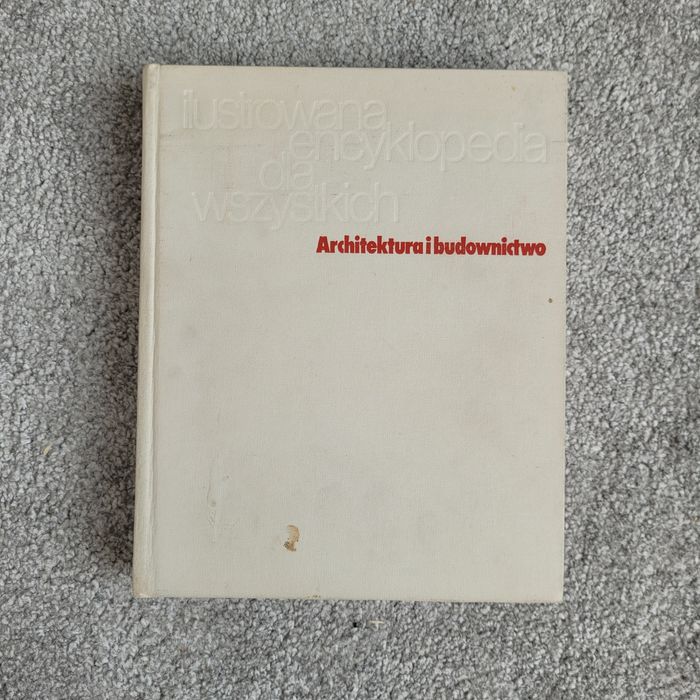 ilustrowana
encyklopedia
dla
wszystkich
Architektura i budownictwo